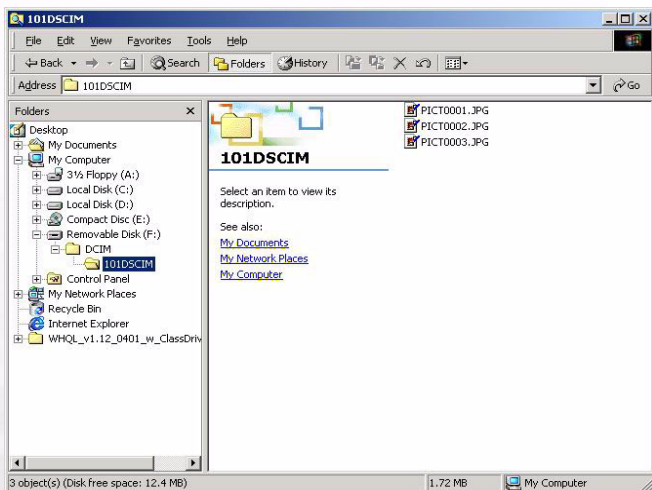 101DSCIM
File Edit View Favorites Tools Help
Back Search Folders History
Address 101DSCIM Go
Folders x
Desktop
My Documents
My Computer
3½ Floppy (A:)
Local Disk (C:)
Local Disk (D:)
Compact Disc (E:)
Removable Disk (F:)
DCIM
101DSCIM
Control Panel
My Network Places
Recycle Bin
Internet Explorer
WHQL_v1.12_0401_w_ClassDriv
101DSCIM
Select an item to view its
description.
See also:
My Documents
My Network Places
My Computer
PICT0001.JPG
PICT0002.JPG
PICT0003.JPG
3 object(s) (Disk free space: 12.4 MB) 1.72 MB My Computer